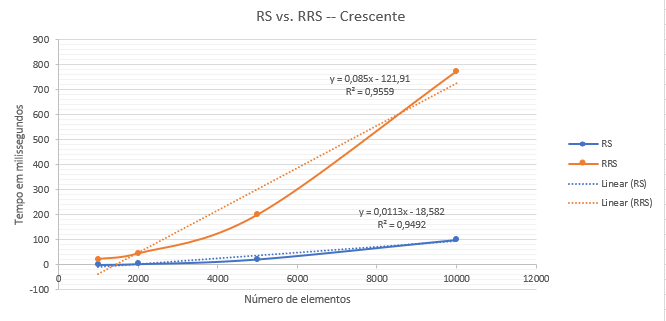 RS vs. RRS -- Crescente
900
800
700
600
500
400
300
200
100
0
-100
Tempo em milissegundos
y = 0,085x - 121,91
R² = 0,9559
y = 0,0113x - 18,582
R² = 0,9492
0
2000
4000
6000
8000
10000
12000
Número de elementos
RS
RRS
Linear (RS)
Linear (RRS)